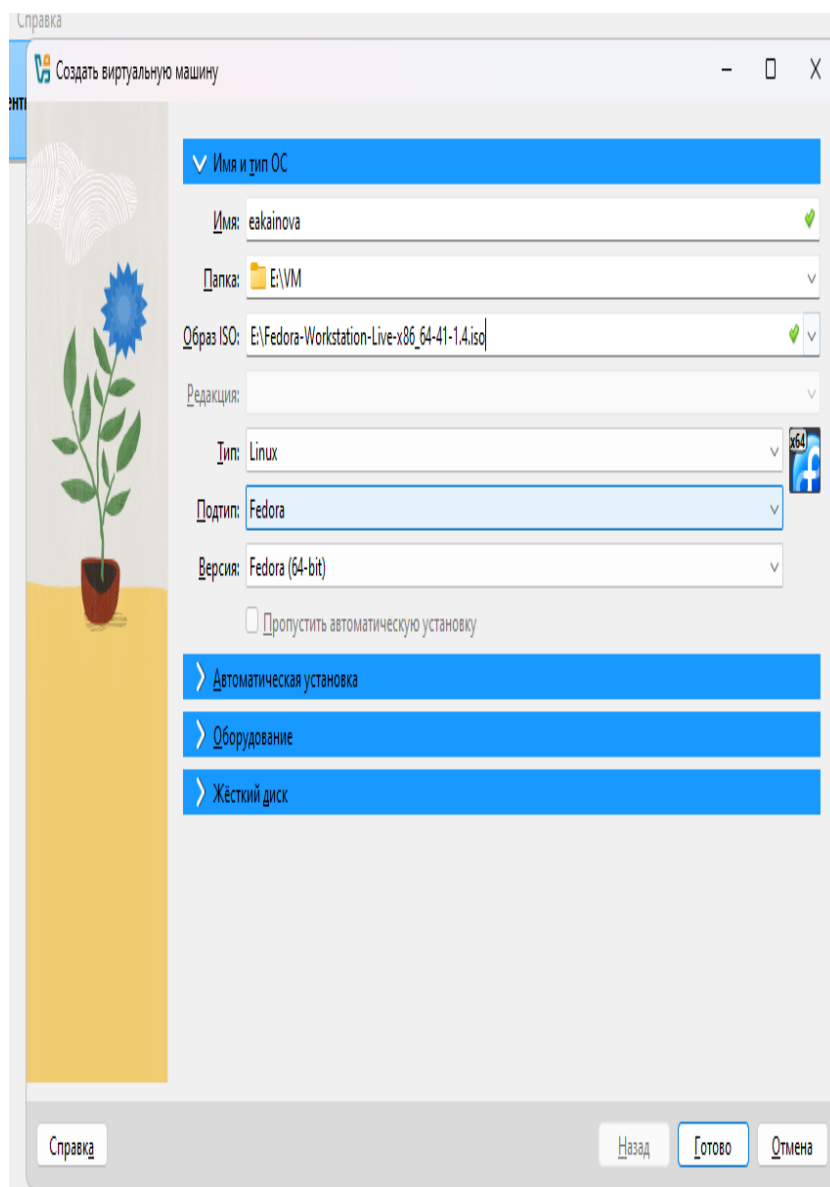 Справка
Создать виртуальную машину
Имя и тип ОС
Имя: eakainova
Папка: E:\VM
Образ ISO: E:\Fedora-Workstation-Live-x86_64-41-1.4.iso
Редакция:
Тип: Linux
x64
Подтип: Fedora
Версия: Fedora (64-bit)
Пропустить автоматическую установку
Автоматическая установка
Оборудование
Жёсткий диск
Справка
Назад
Готово
Отмена